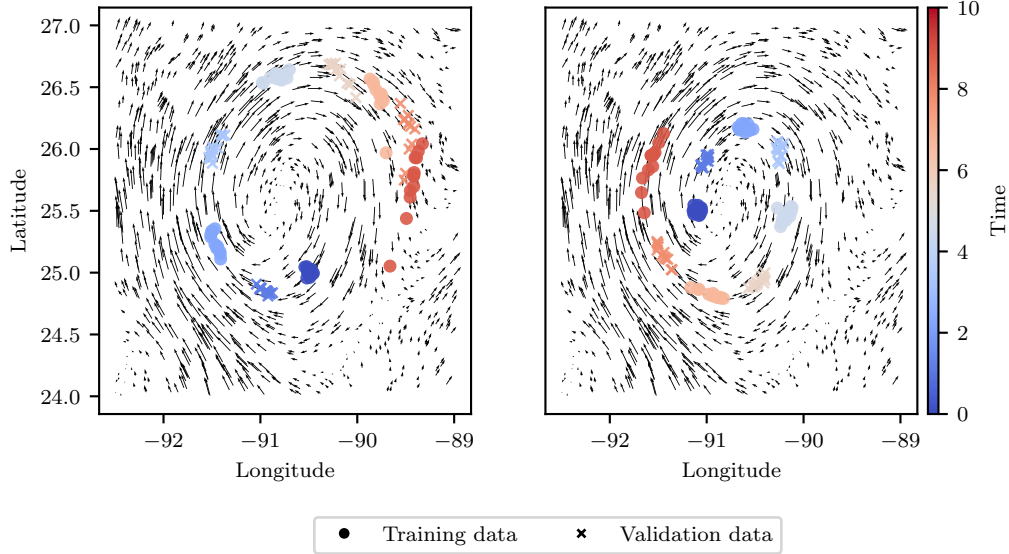 27.0
26.5
26.0
25.5
25.0
24.5
24.0
Latitude
−92 −91 −90 −89
Longitude
−92 −91 −90 −89
Longitude
10
8
6
4
2
0
Time
Training data Validation data